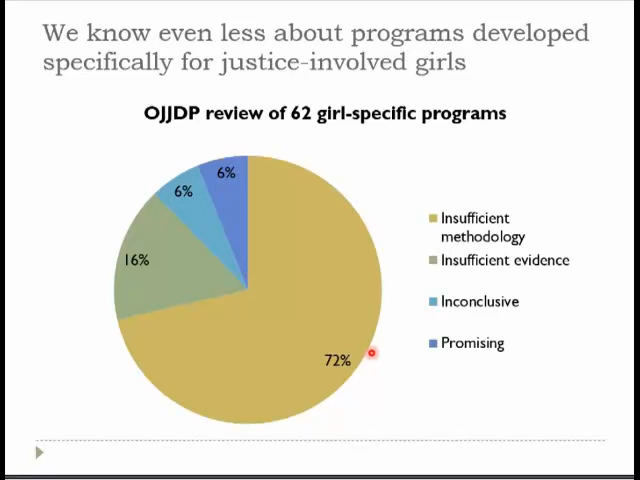 We know even less about programs developed
specifically for justice-involved girls
OJJDP review of 62 girl-specific programs
6%
6%
16%
72%
Insufficient
methodology
Insufficient evidence
Inconclusive
Promising